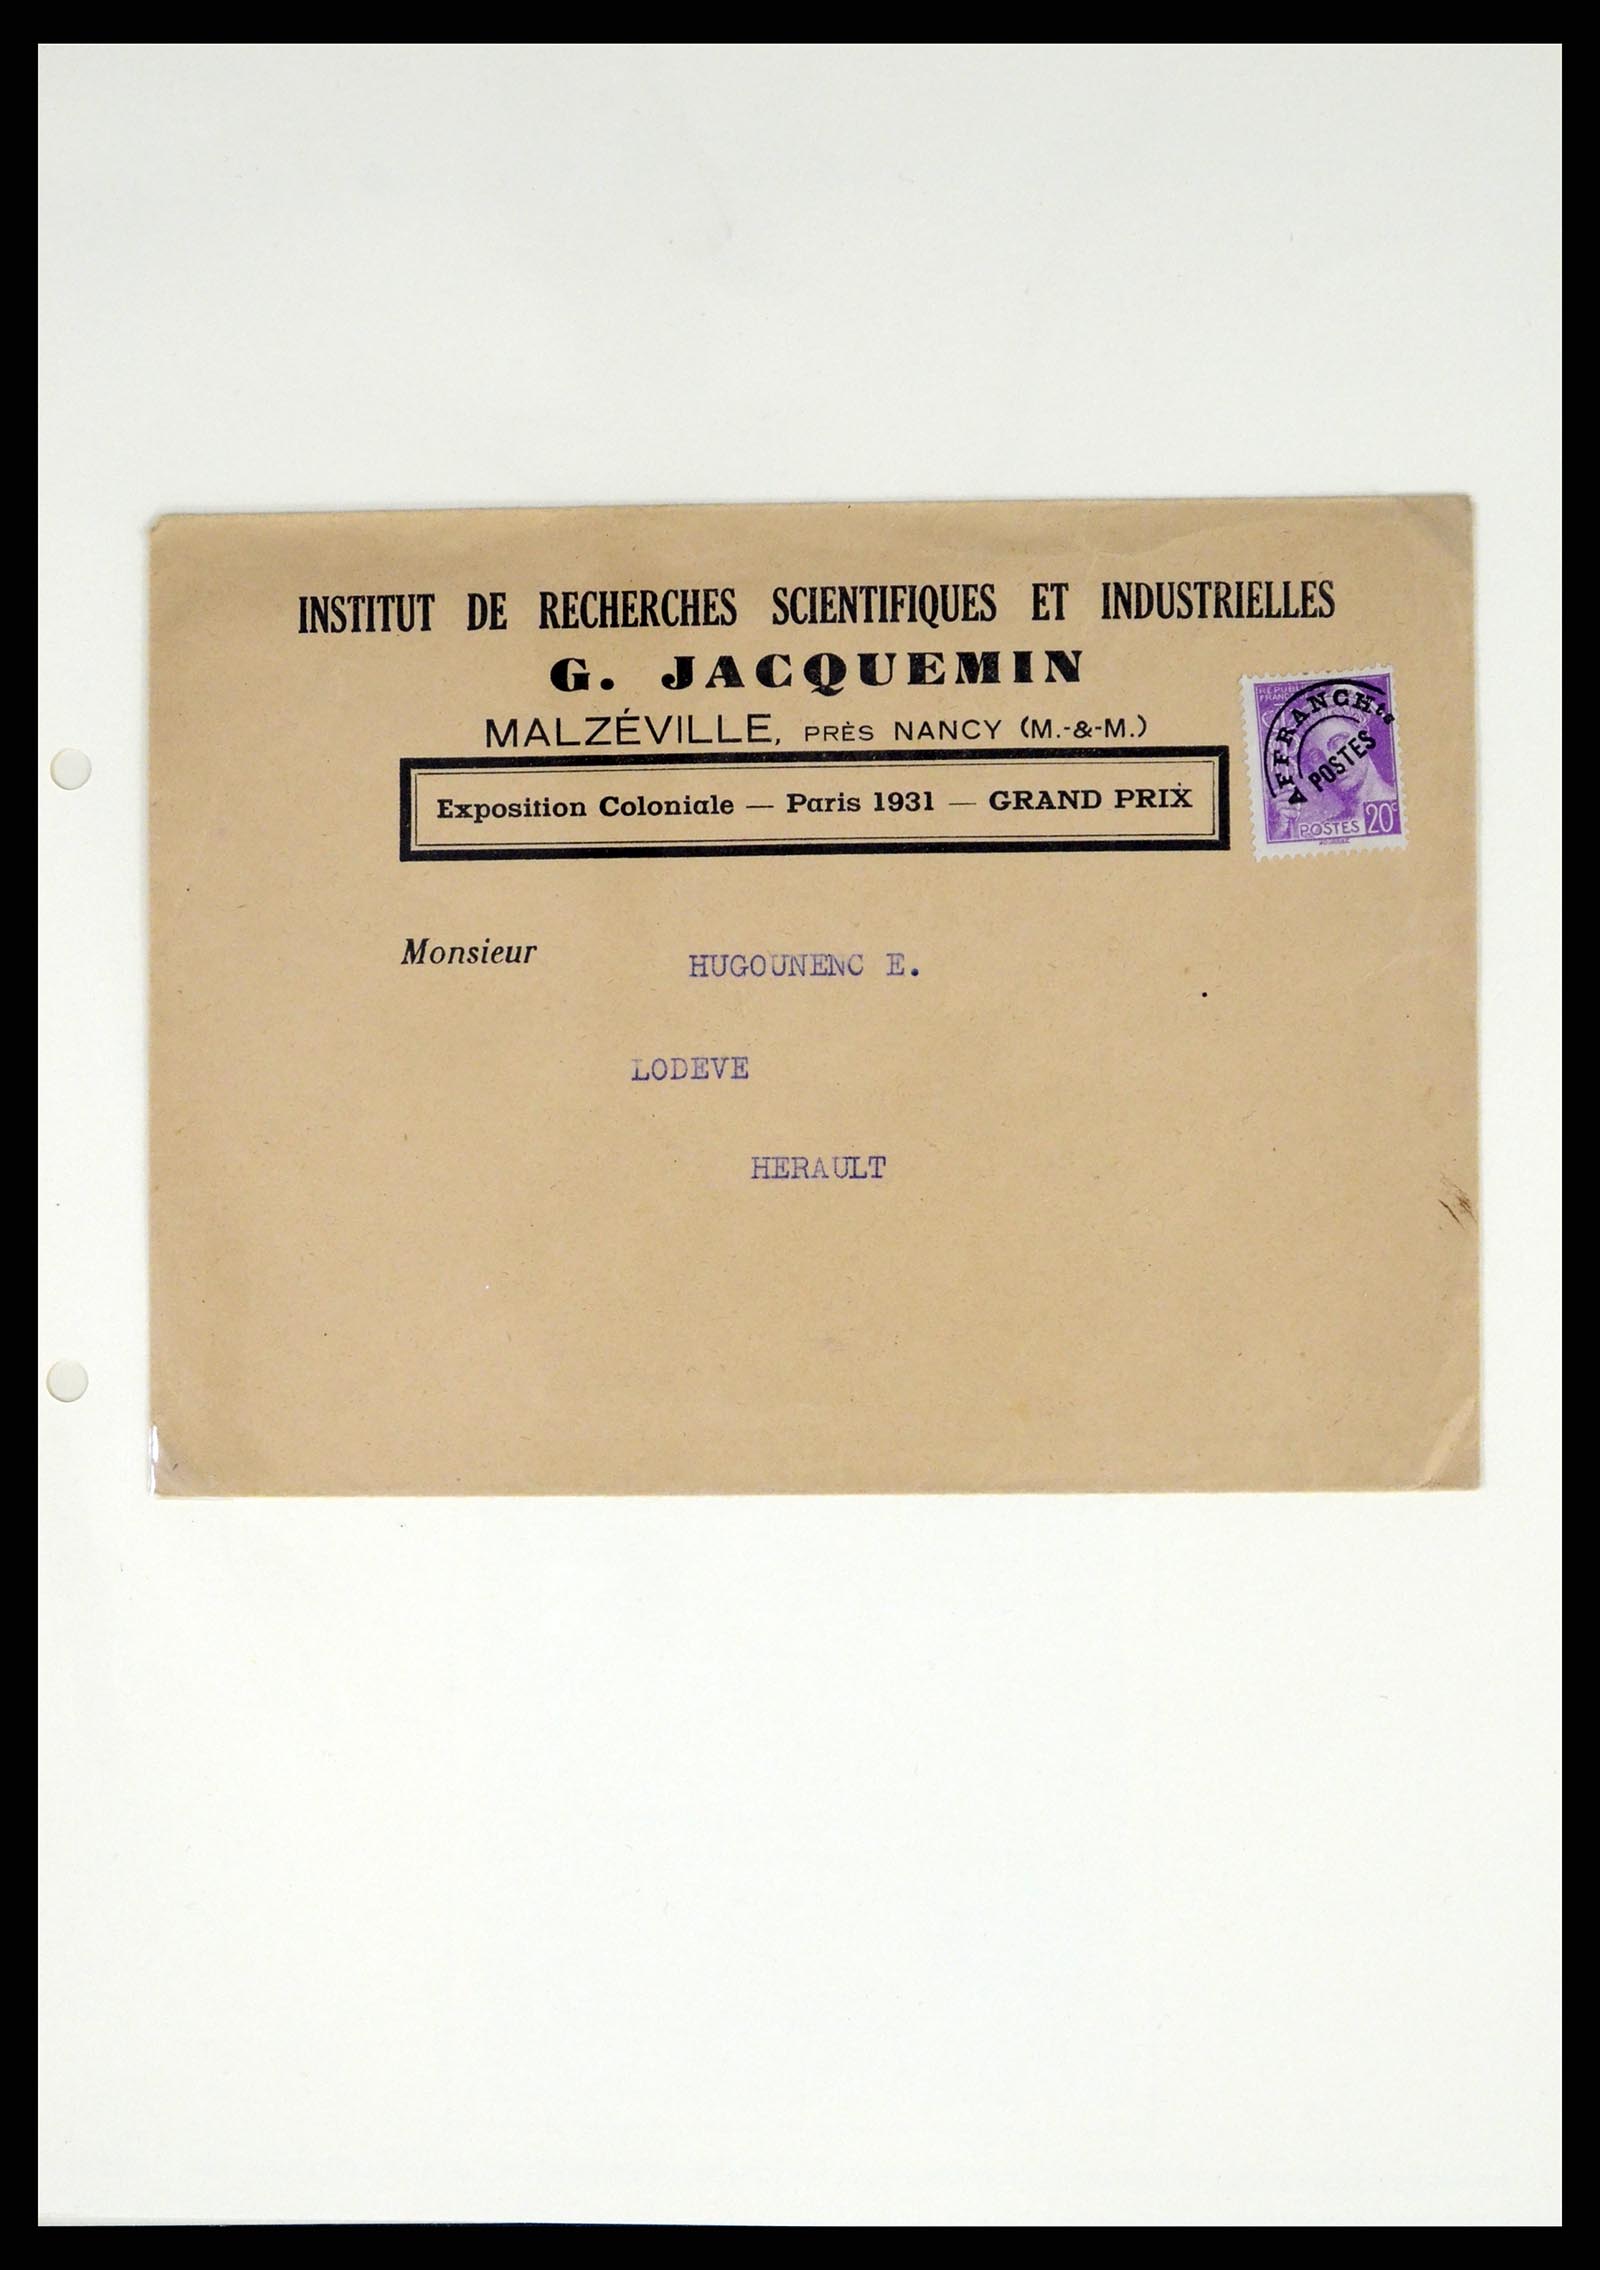 INSTITUT DE RECHERCHES SCIENTIFIQUES ET INDUSTRIELLES
G. JACQUEMIN
MALZÉVILLE, PRÈS NANCY (M.-&-M.)
Exposition Coloniale — Paris 1931 — GRAND PRIX
AFFRANCHts
POSTES
POSTES 20c
Monsieur HUGOUNENC E.
LODEVE
HERAULT